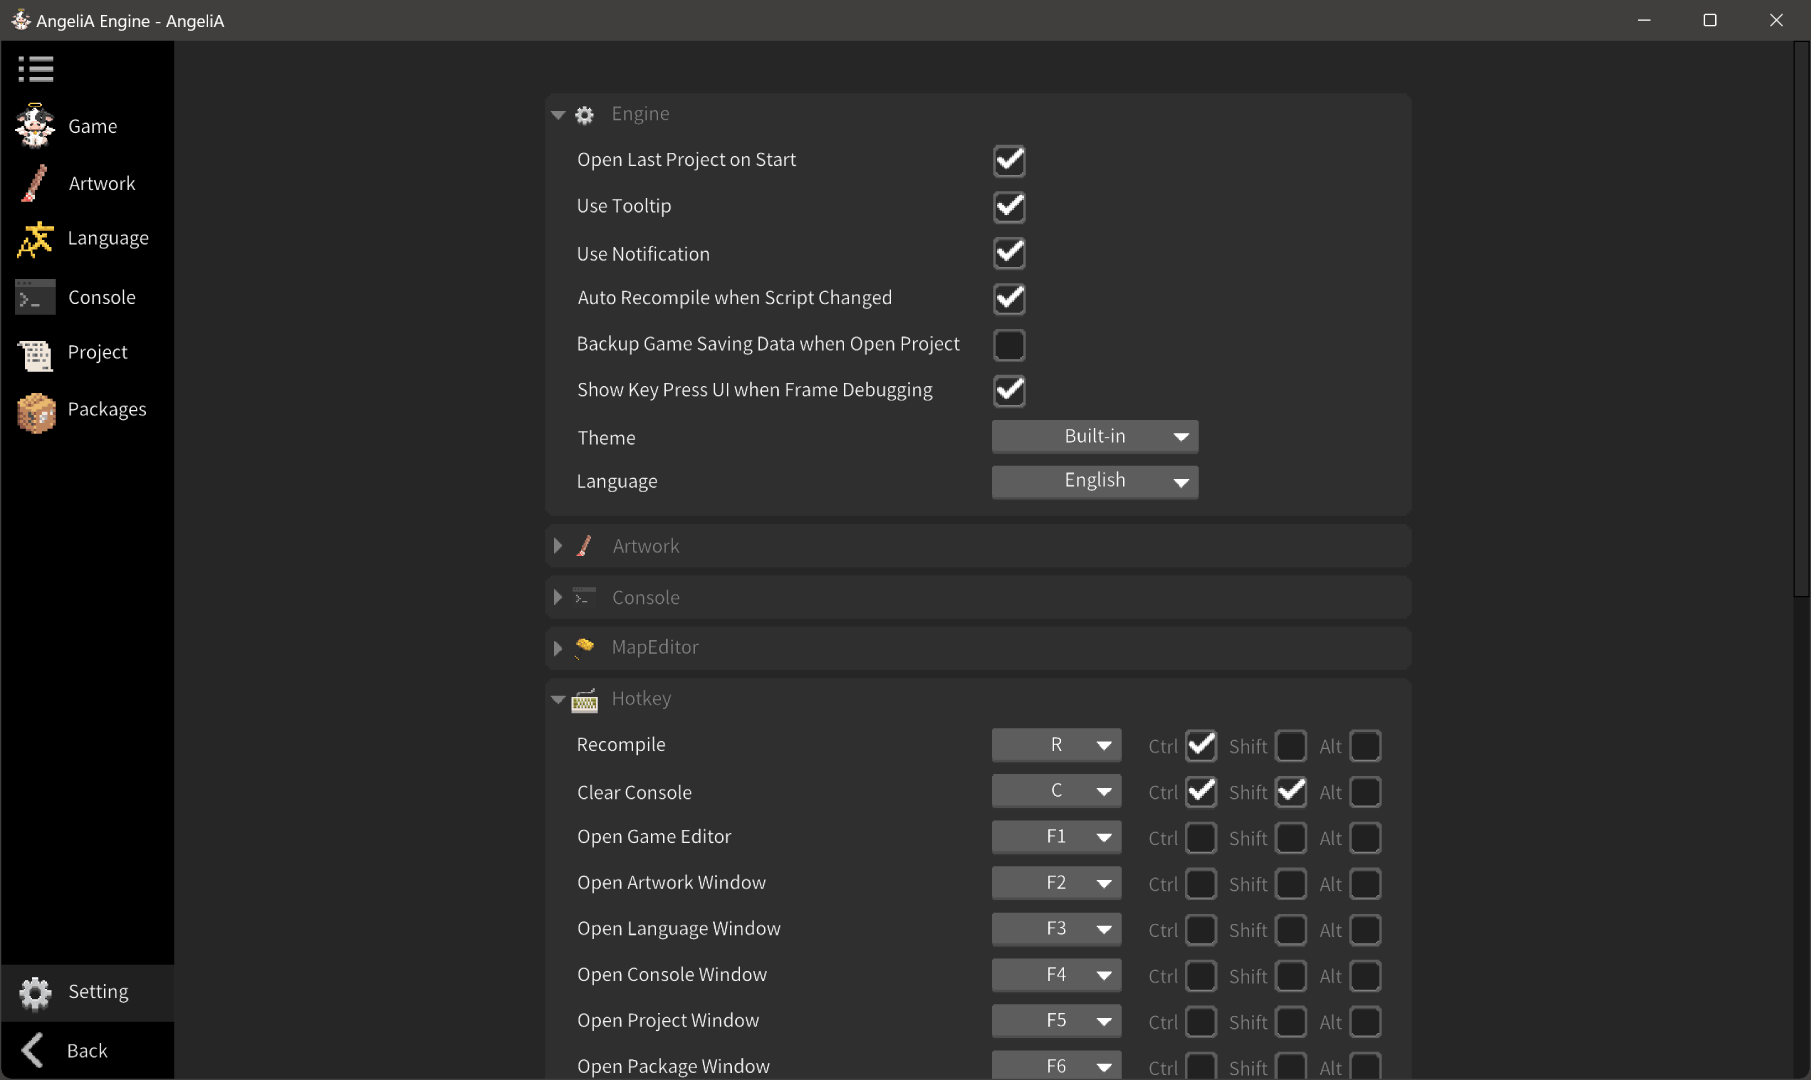 AngeliA Engine - AngeliA
Game
Artwork
Language
Console
Project
Packages
Setting
Back
Engine
Open Last Project on Start
Use Tooltip
Use Notification
Auto Recompile when Script Changed
Backup Game Saving Data when Open Project
Show Key Press UI when Frame Debugging
Theme Built-in
Language English
Artwork
Console
MapEditor
Hotkey
Recompile R Ctrl Shift Alt
Clear Console C Ctrl Shift Alt
Open Game Editor F1 Ctrl Shift Alt
Open Artwork Window F2 Ctrl Shift Alt
Open Language Window F3 Ctrl Shift Alt
Open Console Window F4 Ctrl Shift Alt
Open Project Window F5 Ctrl Shift Alt
Open Package Window F6 Ctrl Shift Alt